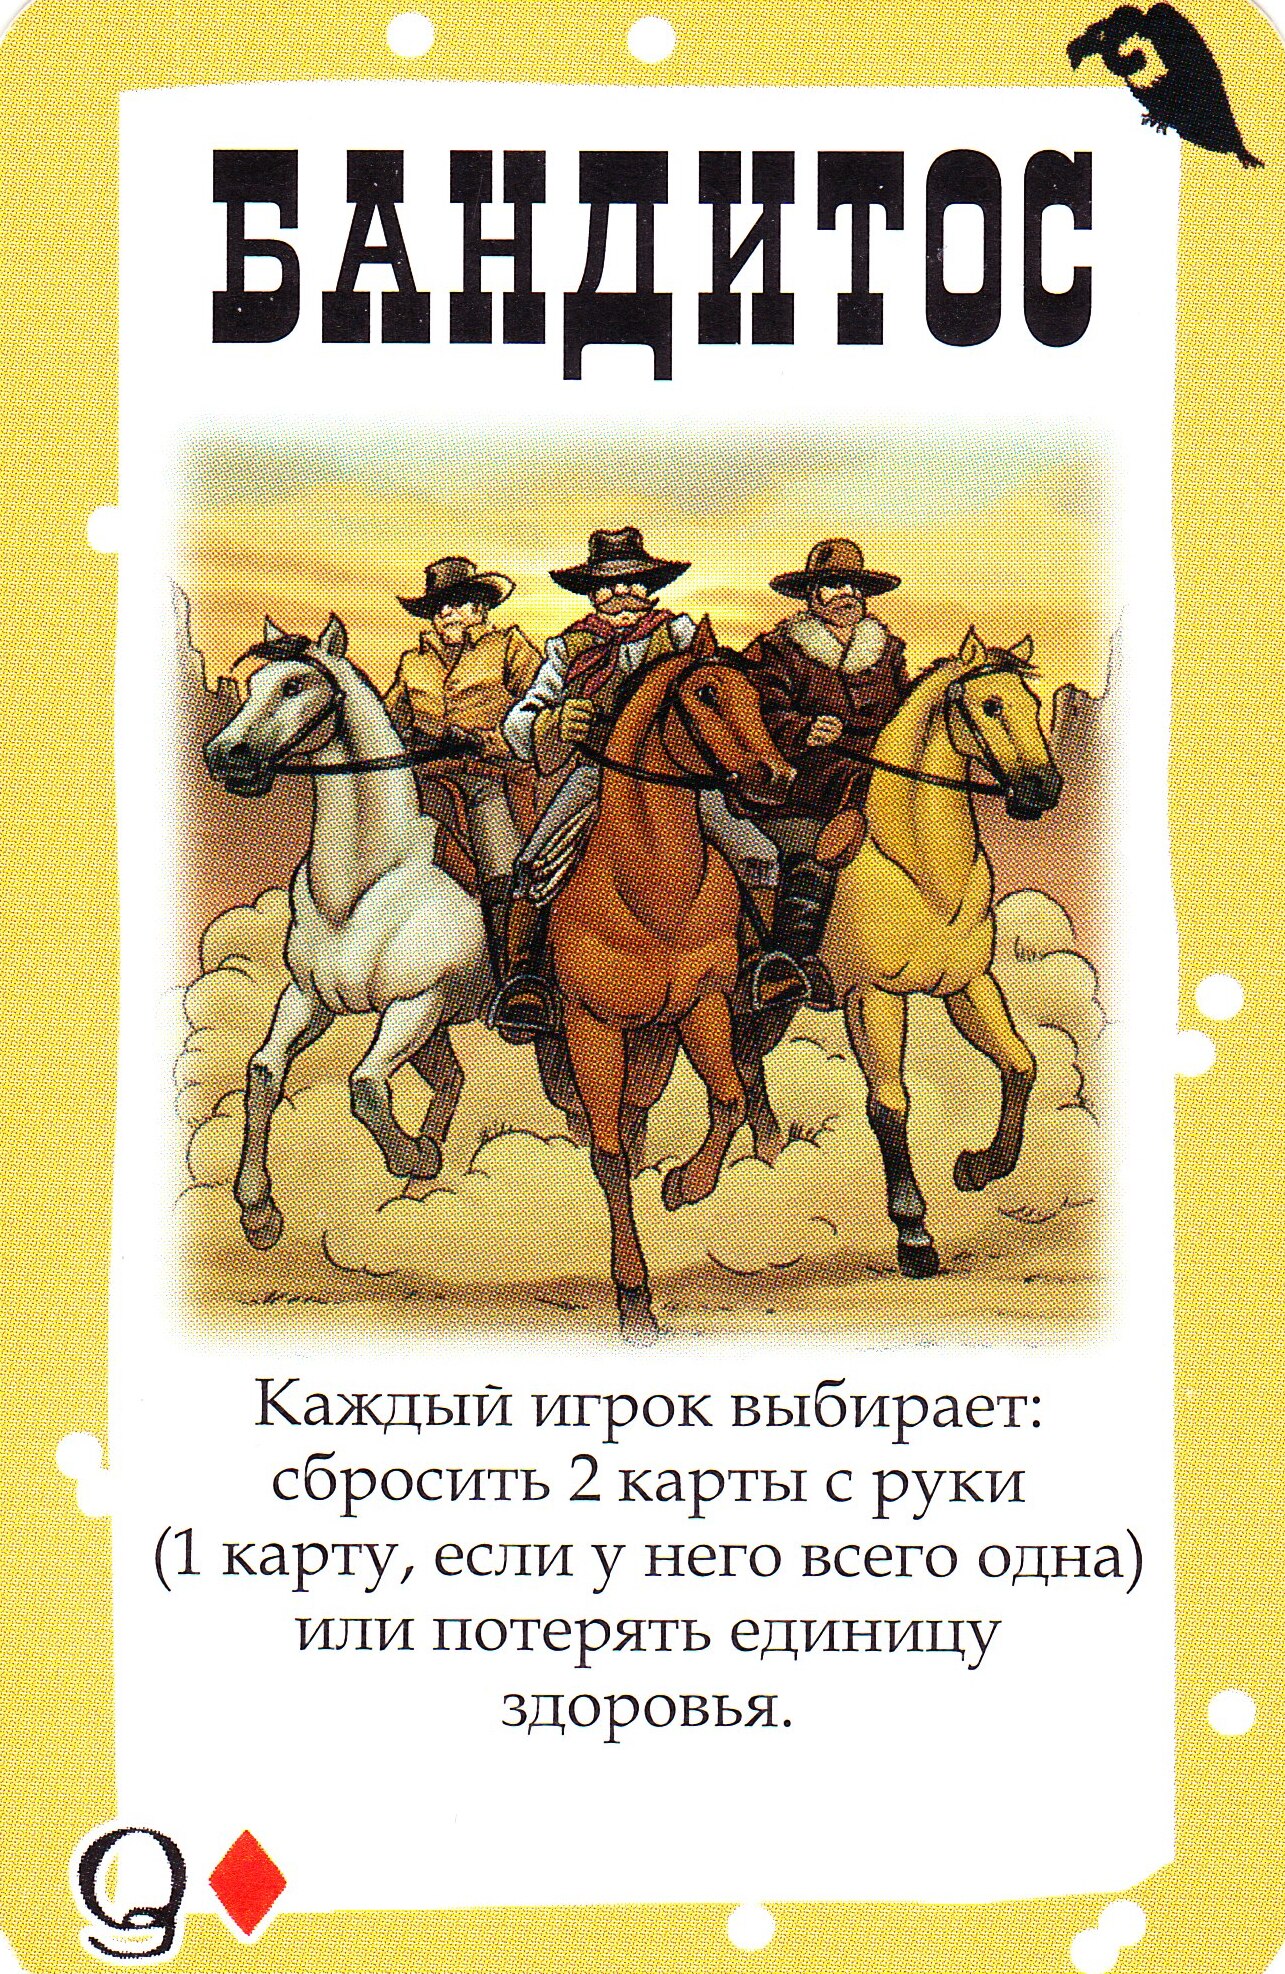 БАНДИТОС
Каждый игрок выбирает:
сбросить 2 карты с руки
(1 карту, если у него всего одна)
или потерять единицу
здоровья.
Q♦